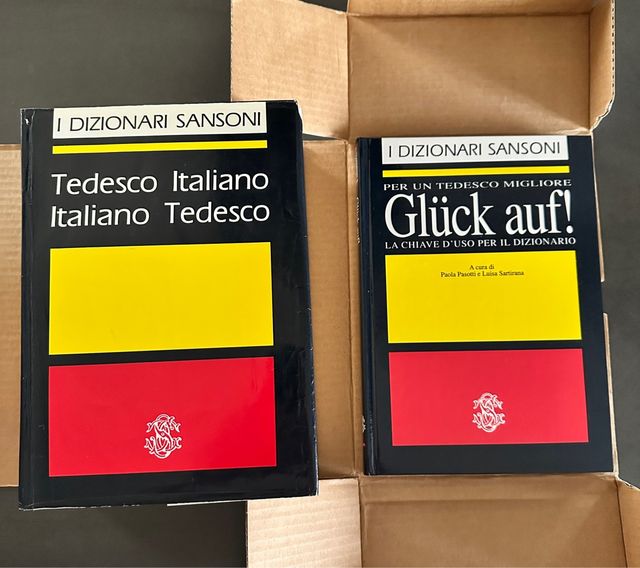 I DIZIONARI SANSONI
Tedesco Italiano
Italiano Tedesco
I DIZIONARI SANSONI
PER UN TEDESCO MIGLIORE
Glück auf!
LA CHIAVE D'USO PER IL DIZIONARIO
A cura di
Paola Pasotti e Luisa Sartirana